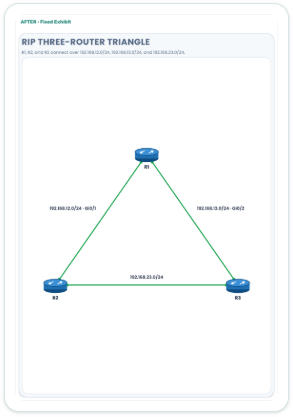 AFTER · Fixed Exhibit
RIP THREE-ROUTER TRIANGLE
R1, R2, and R3 connect over 192.168.12.0/24, 192.168.13.0/24, and 192.168.23.0/24.
R1
192.168.12.0/24 · Gi0/1
192.168.13.0/24 · Gi0/2
192.168.23.0/24
R2
R3